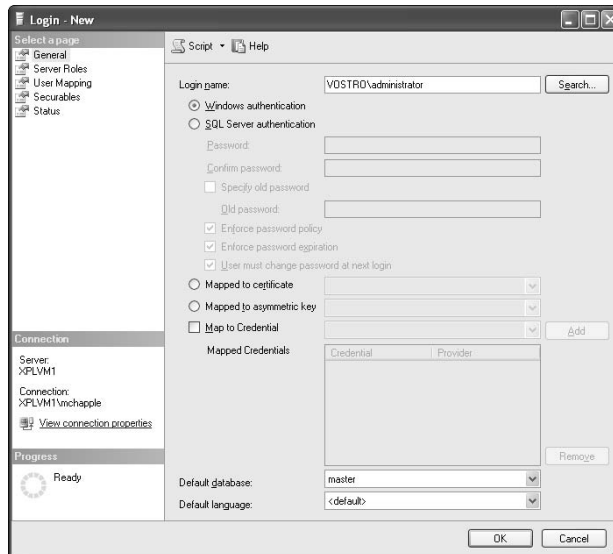 Login - New
Select a page
General
Server Roles
User Mapping
Securables
Status
Script Help
Login name: VOSTRO\administrator Search...
Windows authentication
SQL Server authentication
Password:
Confirm password:
Specify old password
Old password:
Enforce password policy
Enforce password expiration
User must change password at next login
Mapped to certificate
Mapped to asymmetric key
Map to Credential Add
Mapped Credentials Credential Provider
Remove
Default database: master
Default language: <default>
Connection
Server:
XPLVM1
Connection:
XPLVM1\mchapple
View connection properties
Progress
Ready
OK Cancel